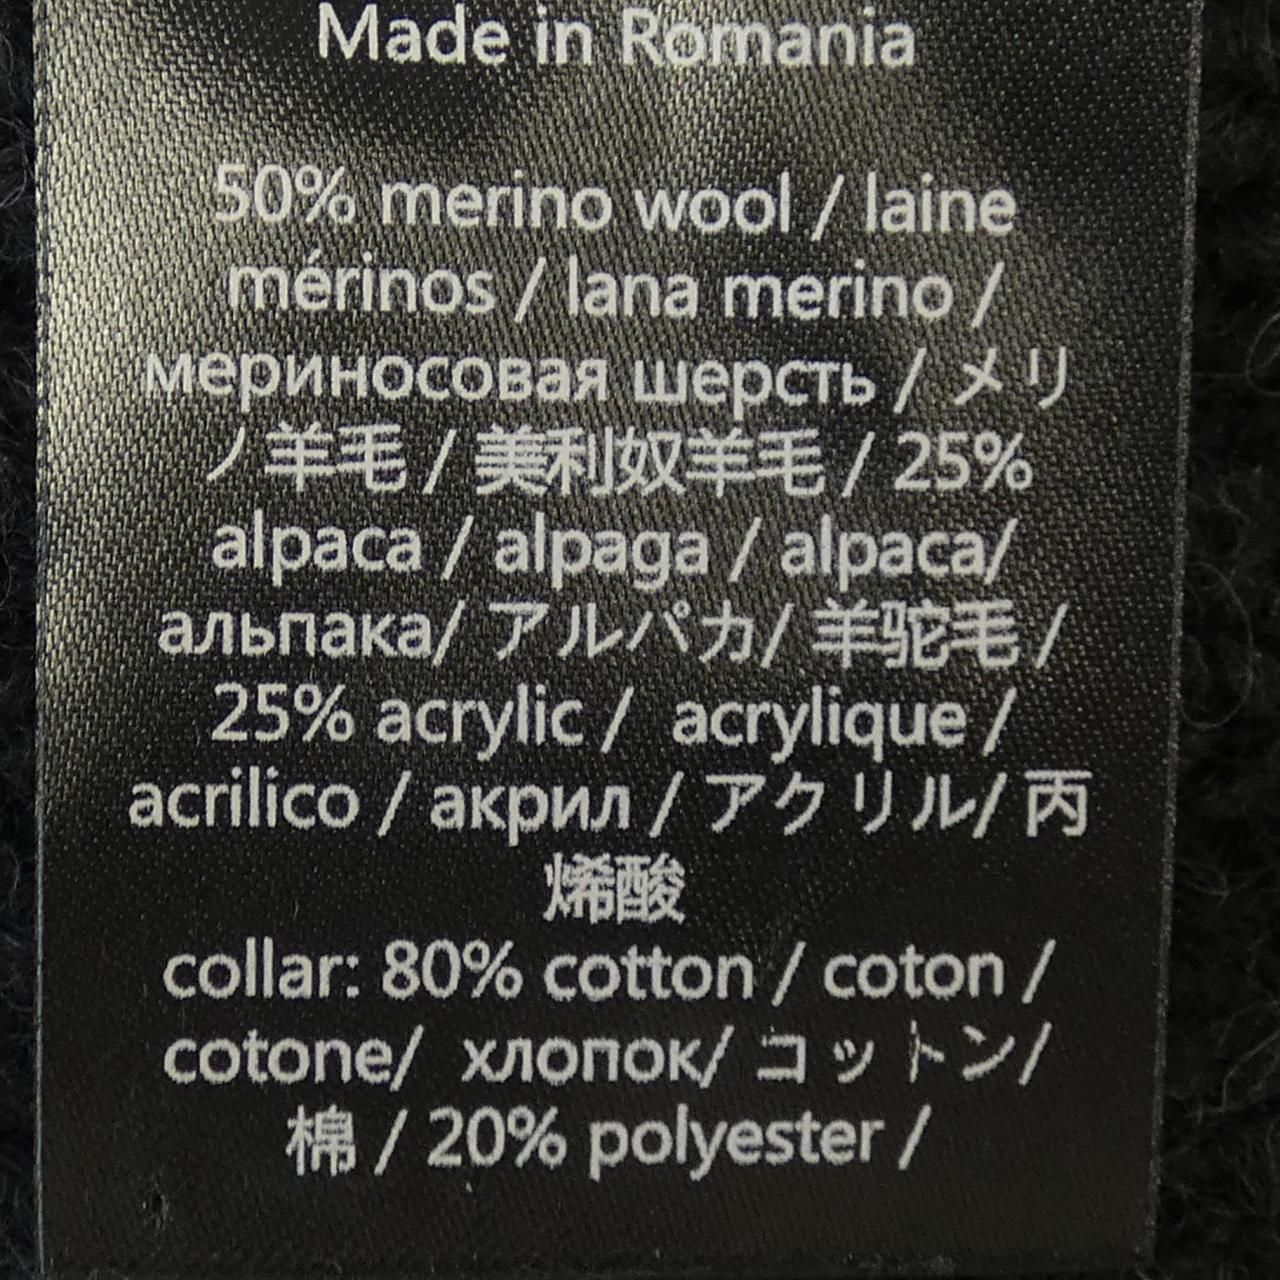 Made in Romania
50% merino wool / laine
mérinos / lana merino /
мериносовая шерсть / メリ
ノ羊毛 / 美利奴羊毛 / 25%
alpaca / alpaga / alpaca/
альпака/ アルパカ/ 羊驼毛 /
25% acrylic /  acrylique /
acrilico / акрил / アクリル/ 丙
烯酸
collar: 80% cotton / coton /
cotone/  хлопок/ コットン/
棉 / 20% polyester /